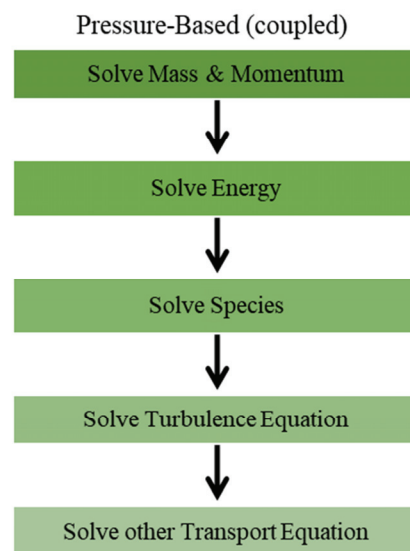 Pressure-Based (coupled)
Solve Mass & Momentum
Solve Energy
Solve Species
Solve Turbulence Equation
Solve other Transport Equation